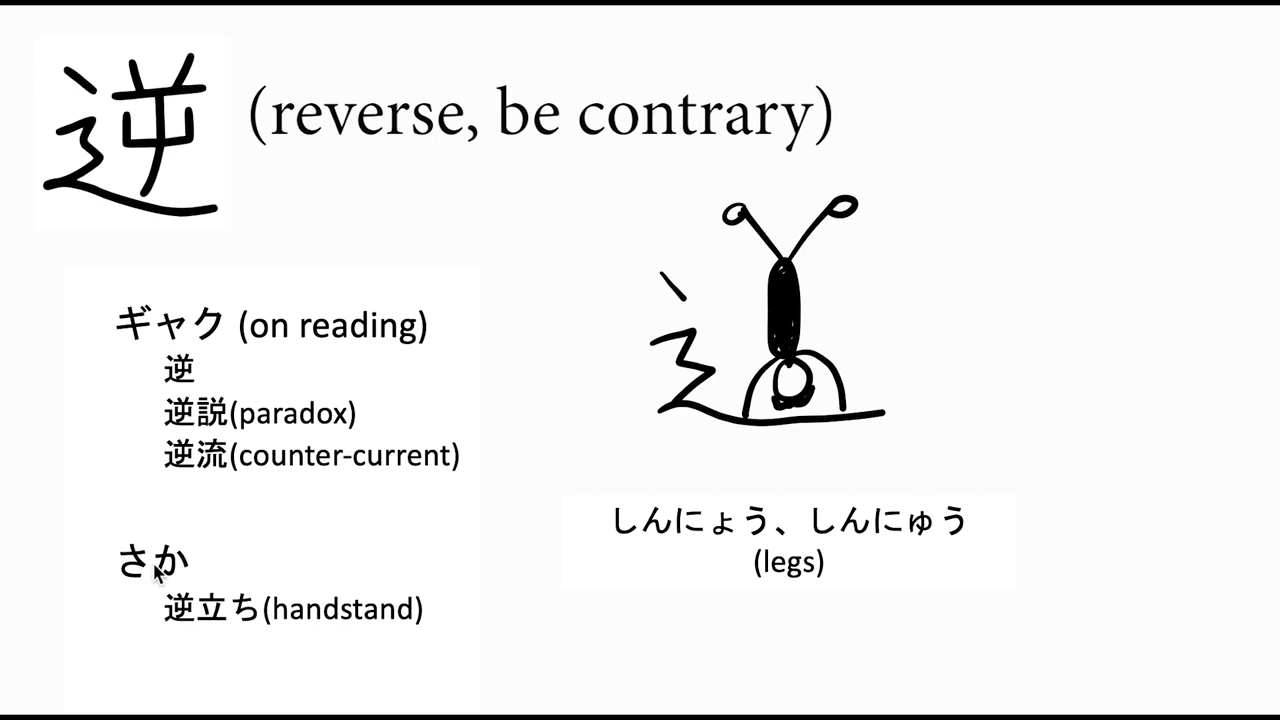 逆 (reverse, be contrary)
ギャク (on reading)
逆
逆説(paradox)
逆流(counter-current)
さか
逆立ち(handstand)
しんにょう、しんにゅう
(legs)